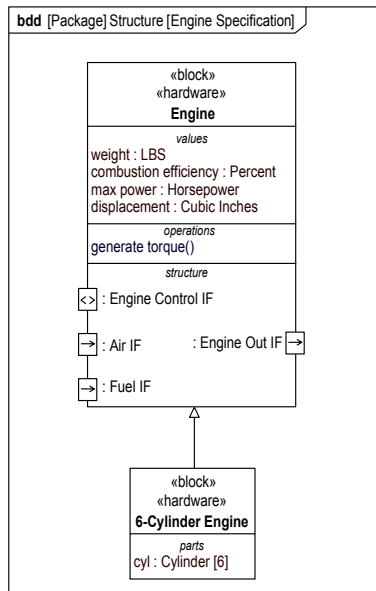 bdd [Package] Structure [Engine Specification]
«block»
«hardware»
Engine
values
weight : LBS
combustion efficiency : Percent
max power : Horsepower
displacement : Cubic Inches
operations
generate torque()
structure
<> : Engine Control IF
: Air IF : Engine Out IF
: Fuel IF
«block»
«hardware»
6-Cylinder Engine
parts
cyl : Cylinder [6]